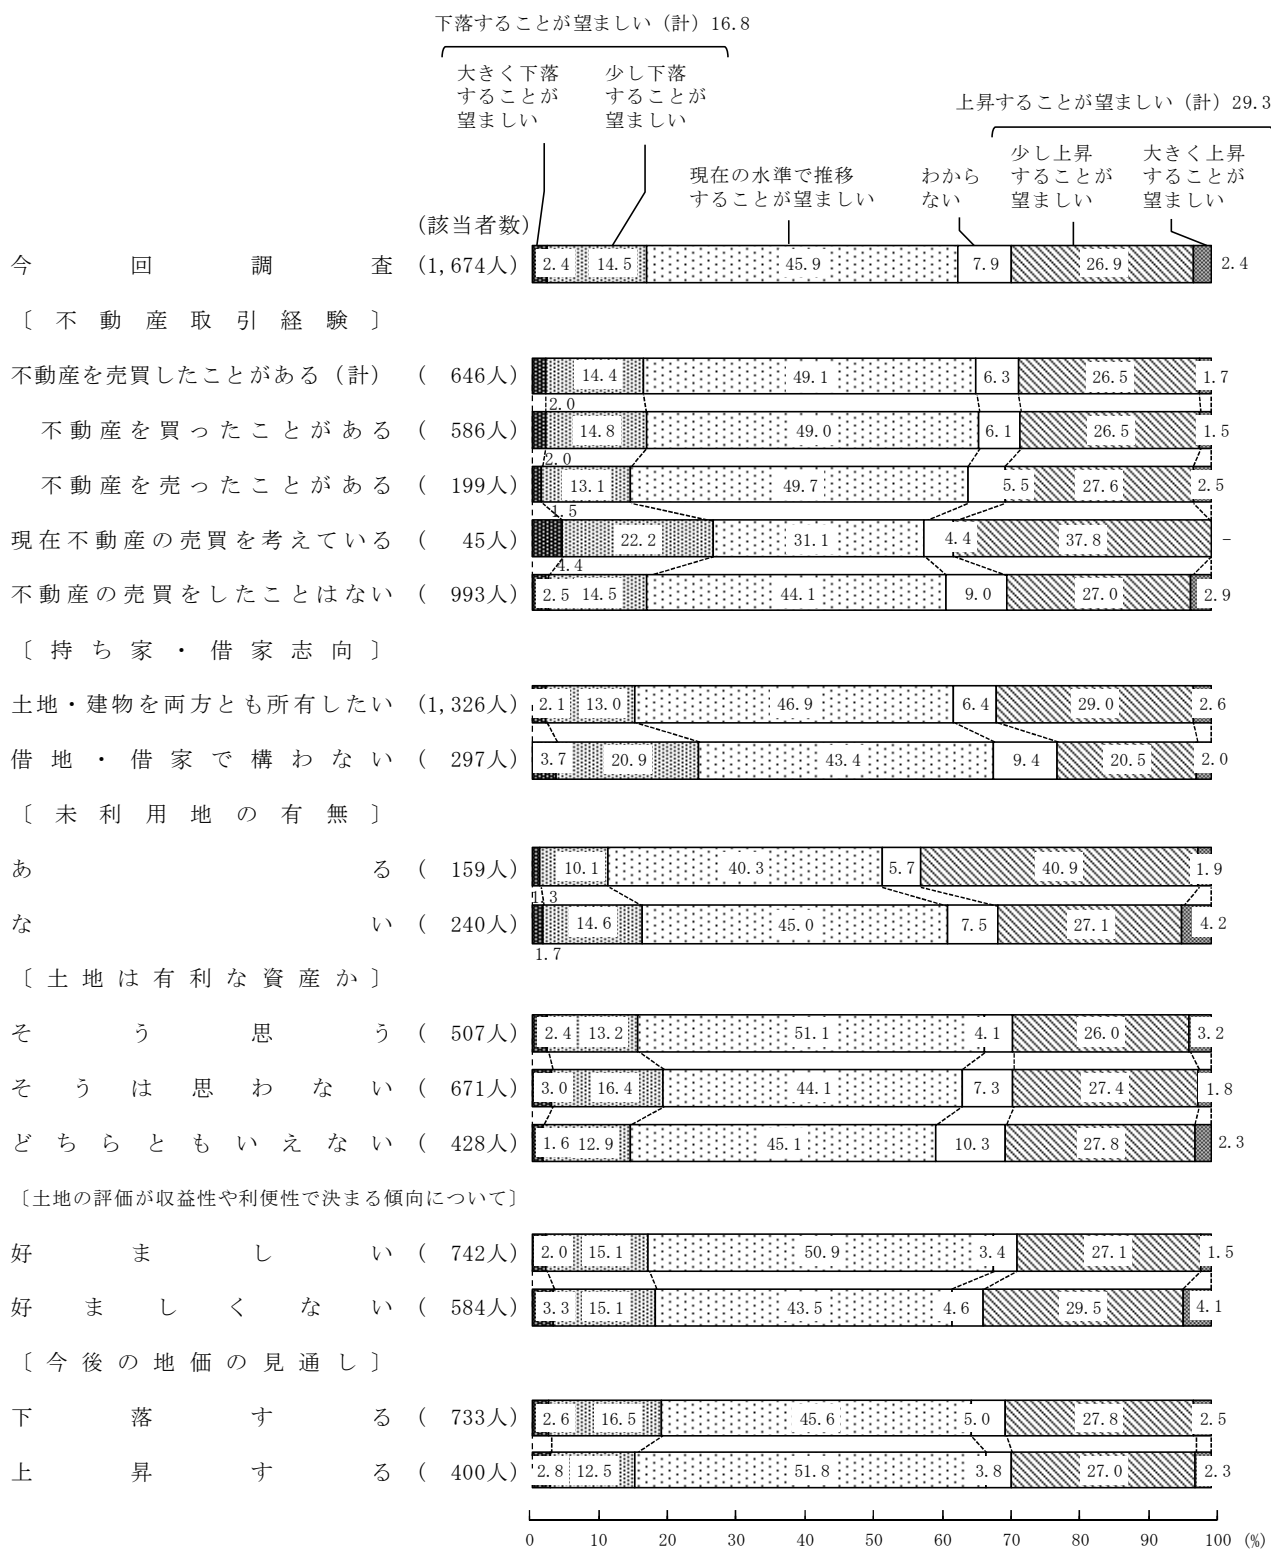 下落することが望ましい（計）16.8
大きく下落
することが
望ましい
少し下落
することが
望ましい
上昇することが望ましい（計）29.3
現在の水準で推移
することが望ましい
わから
ない
少し上昇
することが
望ましい
大きく上昇
することが
望ましい
(該当者数)
今回調査 (1,674人) 2.4 14.5 45.9 7.9 26.9 2.4
〔不動産取引経験〕
不動産を売買したことがある（計） ( 646人) 14.4 49.1 6.3 26.5 1.7
2.0
不動産を買ったことがある ( 586人) 14.8 49.0 6.1 26.5 1.5
2.0
不動産を売ったことがある ( 199人) 13.1 49.7 5.5 27.6 2.5
1.5
現在不動産の売買を考えている ( 45人) 22.2 31.1 4.4 37.8 −
4.4
不動産の売買をしたことはない ( 993人) 2.5 14.5 44.1 9.0 27.0 2.9
〔持ち家・借家志向〕
土地・建物を両方とも所有したい (1,326人) 2.1 13.0 46.9 6.4 29.0 2.6
借地・借家で構わない ( 297人) 3.7 20.9 43.4 9.4 20.5 2.0
〔未利用地の有無〕
ある ( 159人) 10.1 40.3 5.7 40.9 1.9
1.3
ない ( 240人) 14.6 45.0 7.5 27.1 4.2
1.7
〔土地は有利な資産か〕
そう思う ( 507人) 2.4 13.2 51.1 4.1 26.0 3.2
そうは思わない ( 671人) 3.0 16.4 44.1 7.3 27.4 1.8
どちらともいえない ( 428人) 1.6 12.9 45.1 10.3 27.8 2.3
〔土地の評価が収益性や利便性で決まる傾向について〕
好ましい ( 742人) 2.0 15.1 50.9 3.4 27.1 1.5
好ましくない ( 584人) 3.3 15.1 43.5 4.6 29.5 4.1
〔今後の地価の見通し〕
下落する ( 733人) 2.6 16.5 45.6 5.0 27.8 2.5
上昇する ( 400人) 2.8 12.5 51.8 3.8 27.0 2.3
0 10 20 30 40 50 60 70 80 90 100 (%)